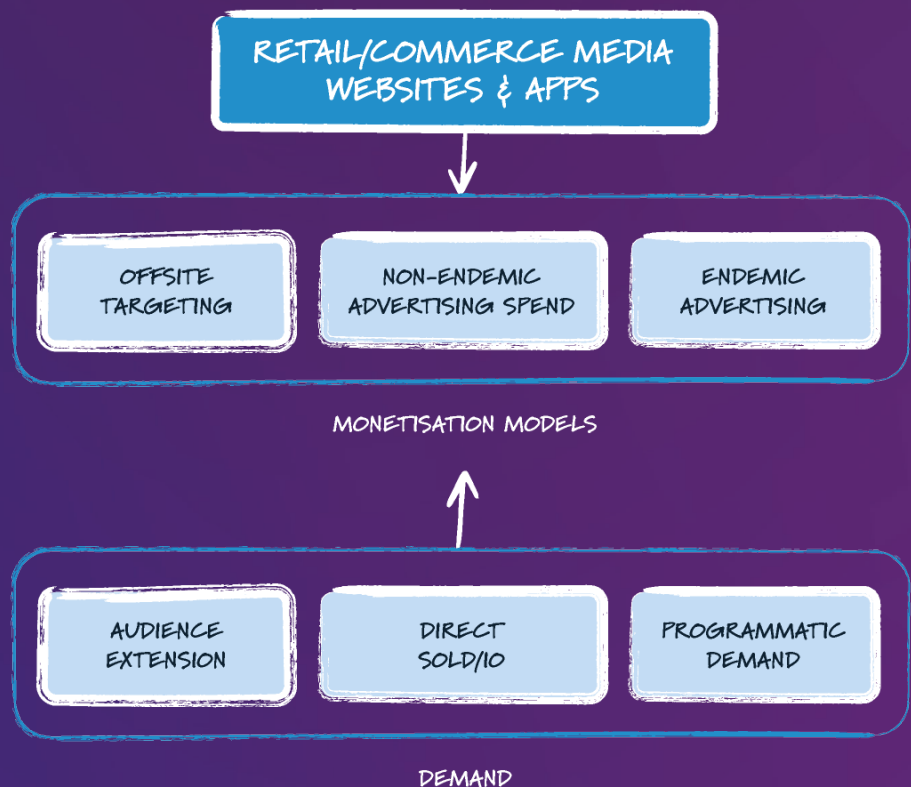 RETAIL/COMMERCE MEDIA
WEBSITES & APPS
OFFSITE
TARGETING
NON-ENDEMIC
ADVERTISING SPEND
ENDEMIC
ADVERTISING
MONETISATION MODELS
AUDIENCE
EXTENSION
DIRECT
SOLD/IO
PROGRAMMATIC
DEMAND
DEMAND